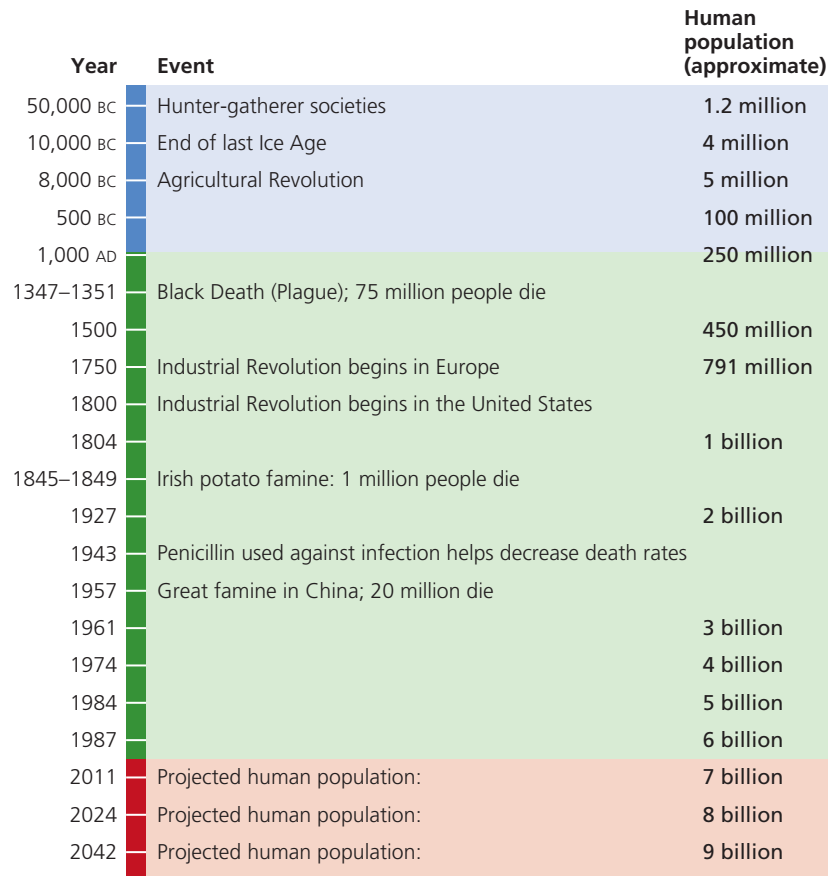 Human
population
Year Event (approximate)
50,000 BC Hunter-gatherer societies 1.2 million
10,000 BC End of last Ice Age 4 million
8,000 BC Agricultural Revolution 5 million
500 BC 100 million
1,000 AD 250 million
1347–1351 Black Death (Plague); 75 million people die
1500 450 million
1750 Industrial Revolution begins in Europe 791 million
1800 Industrial Revolution begins in the United States
1804 1 billion
1845–1849 Irish potato famine: 1 million people die
1927 2 billion
1943 Penicillin used against infection helps decrease death rates
1957 Great famine in China; 20 million die
1961 3 billion
1974 4 billion
1984 5 billion
1987 6 billion
2011 Projected human population: 7 billion
2024 Projected human population: 8 billion
2042 Projected human population: 9 billion